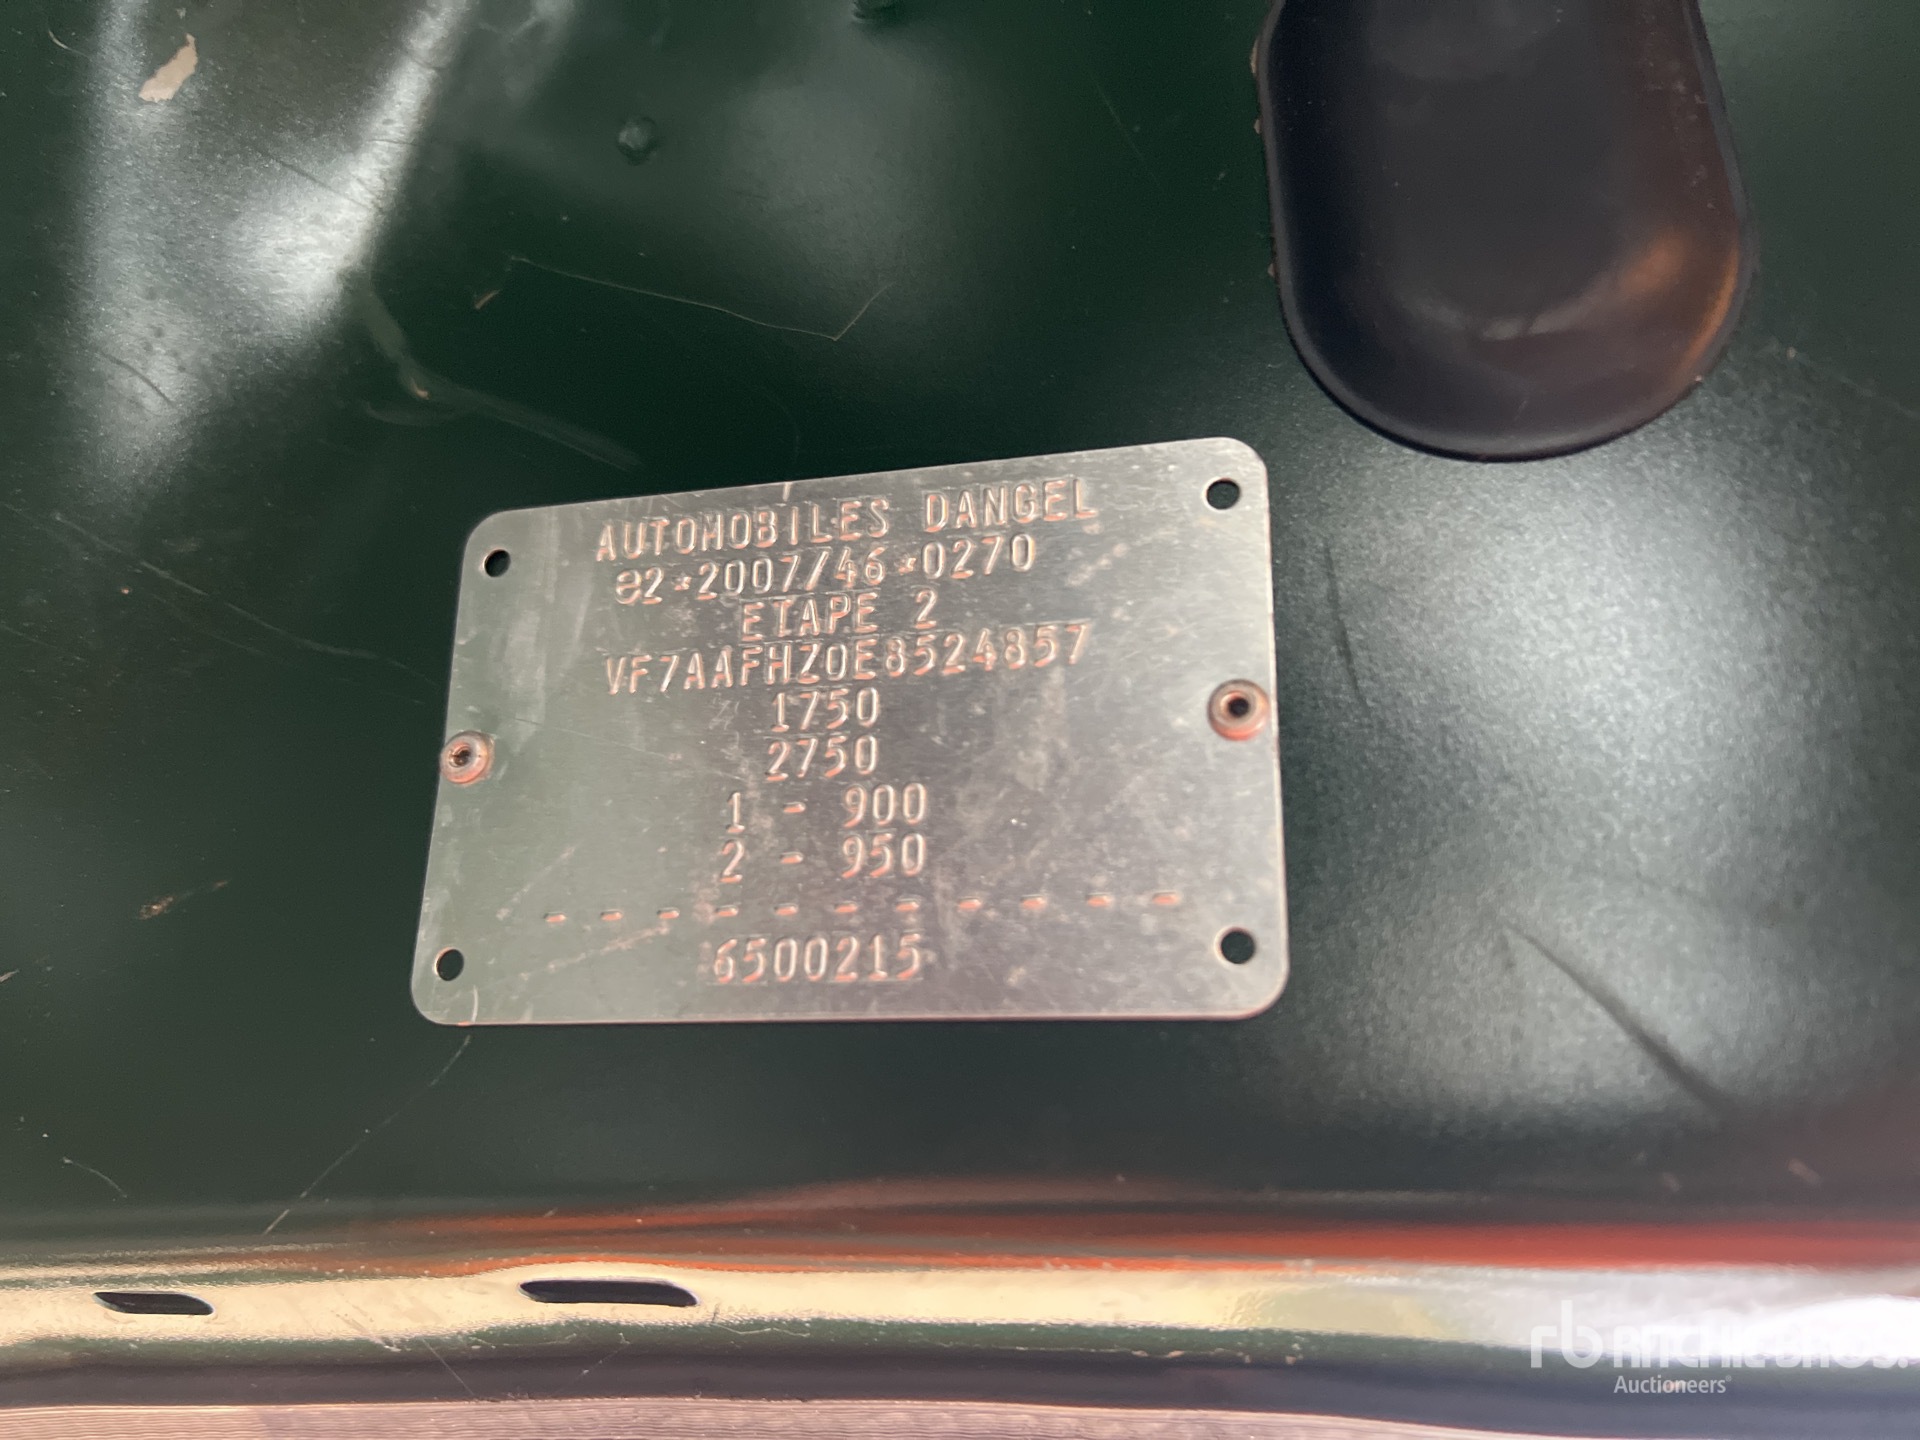 AUTOMOBILES DANGEL
e2*2007/46*0270
ETAPE 2
VF7AAFHZ0E8524857
1750
2750
1 - 900
2 - 950
- - - - - - - - - - -
6500215
rb RITCHIE BROS.
Auctioneers®